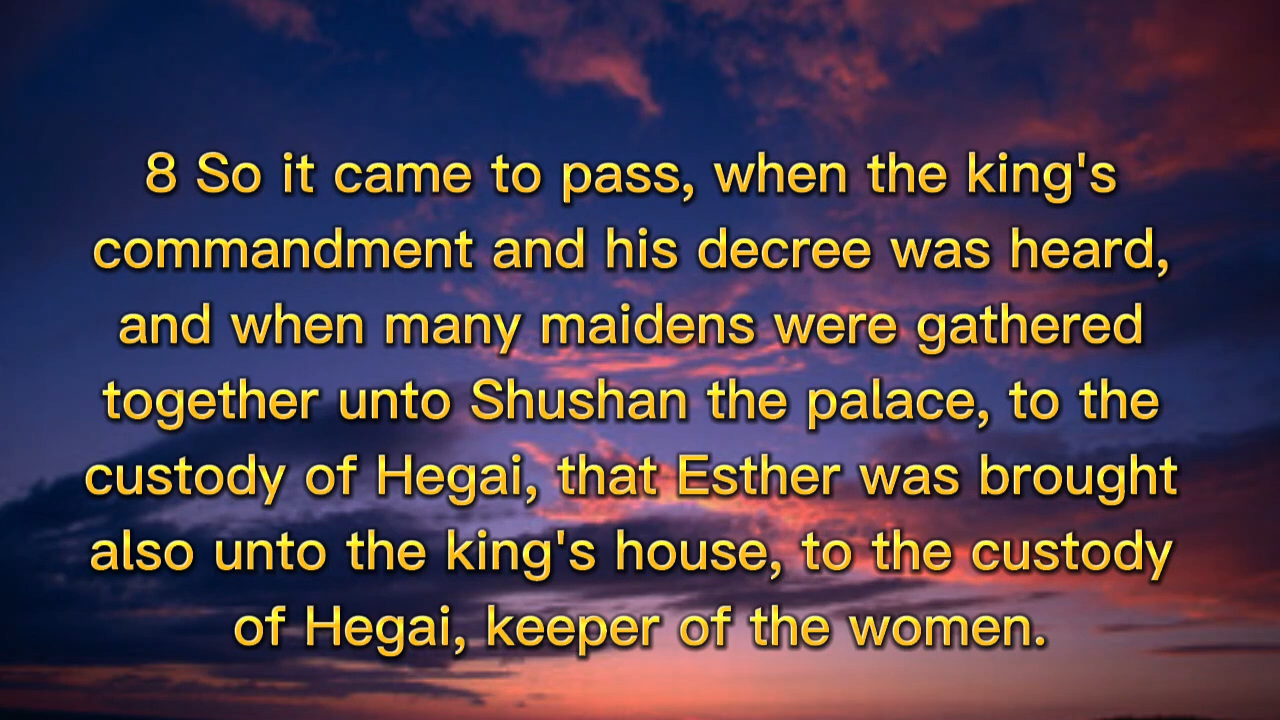 8 So it came to pass, when the king's
commandment and his decree was heard,
and when many maidens were gathered
together unto Shushan the palace, to the
custody of Hegai, that Esther was brought
also unto the king's house, to the custody
of Hegai, keeper of the women.